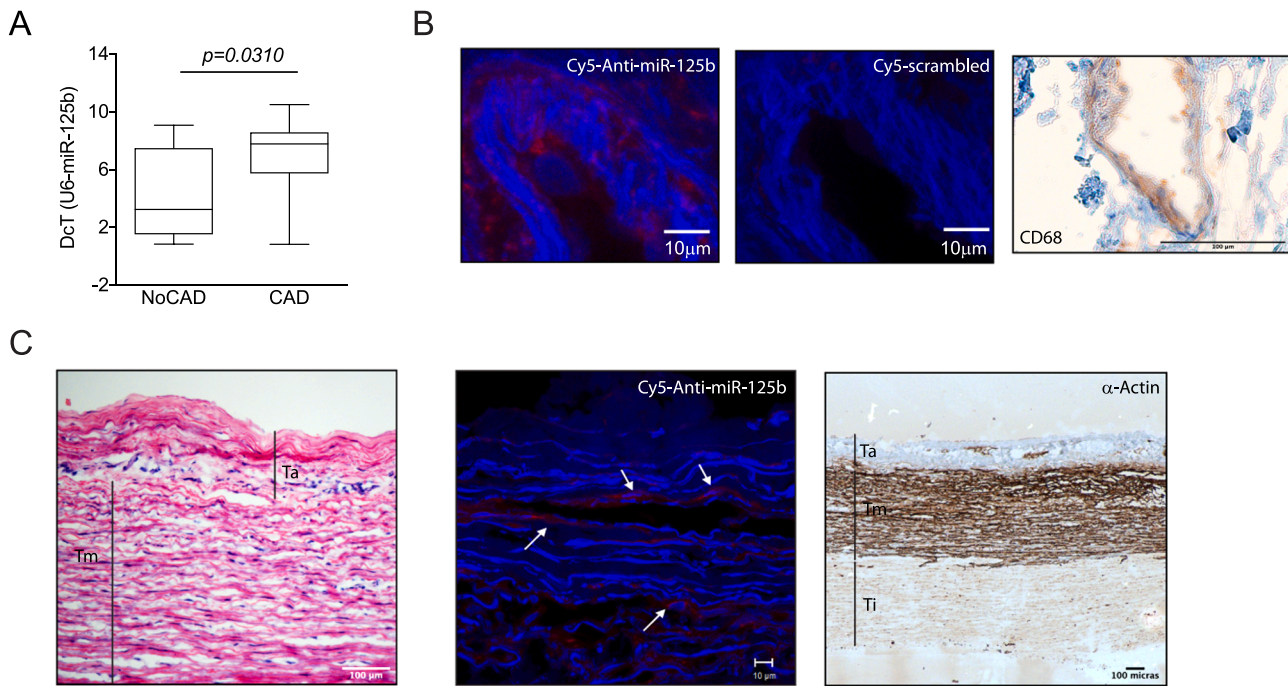 A
14
10
6
2
-2
DcT (U6-miR-125b)
p=0.0310
NoCAD
CAD
B
Cy5-Anti-miR-125b
10μm
Cy5-scrambled
10μm
CD68
100 μm
C
Ta
Tm
100 μm
Cy5-Anti-miR-125b
10 μm
α-Actin
Ta
Tm
Ti
100 micras